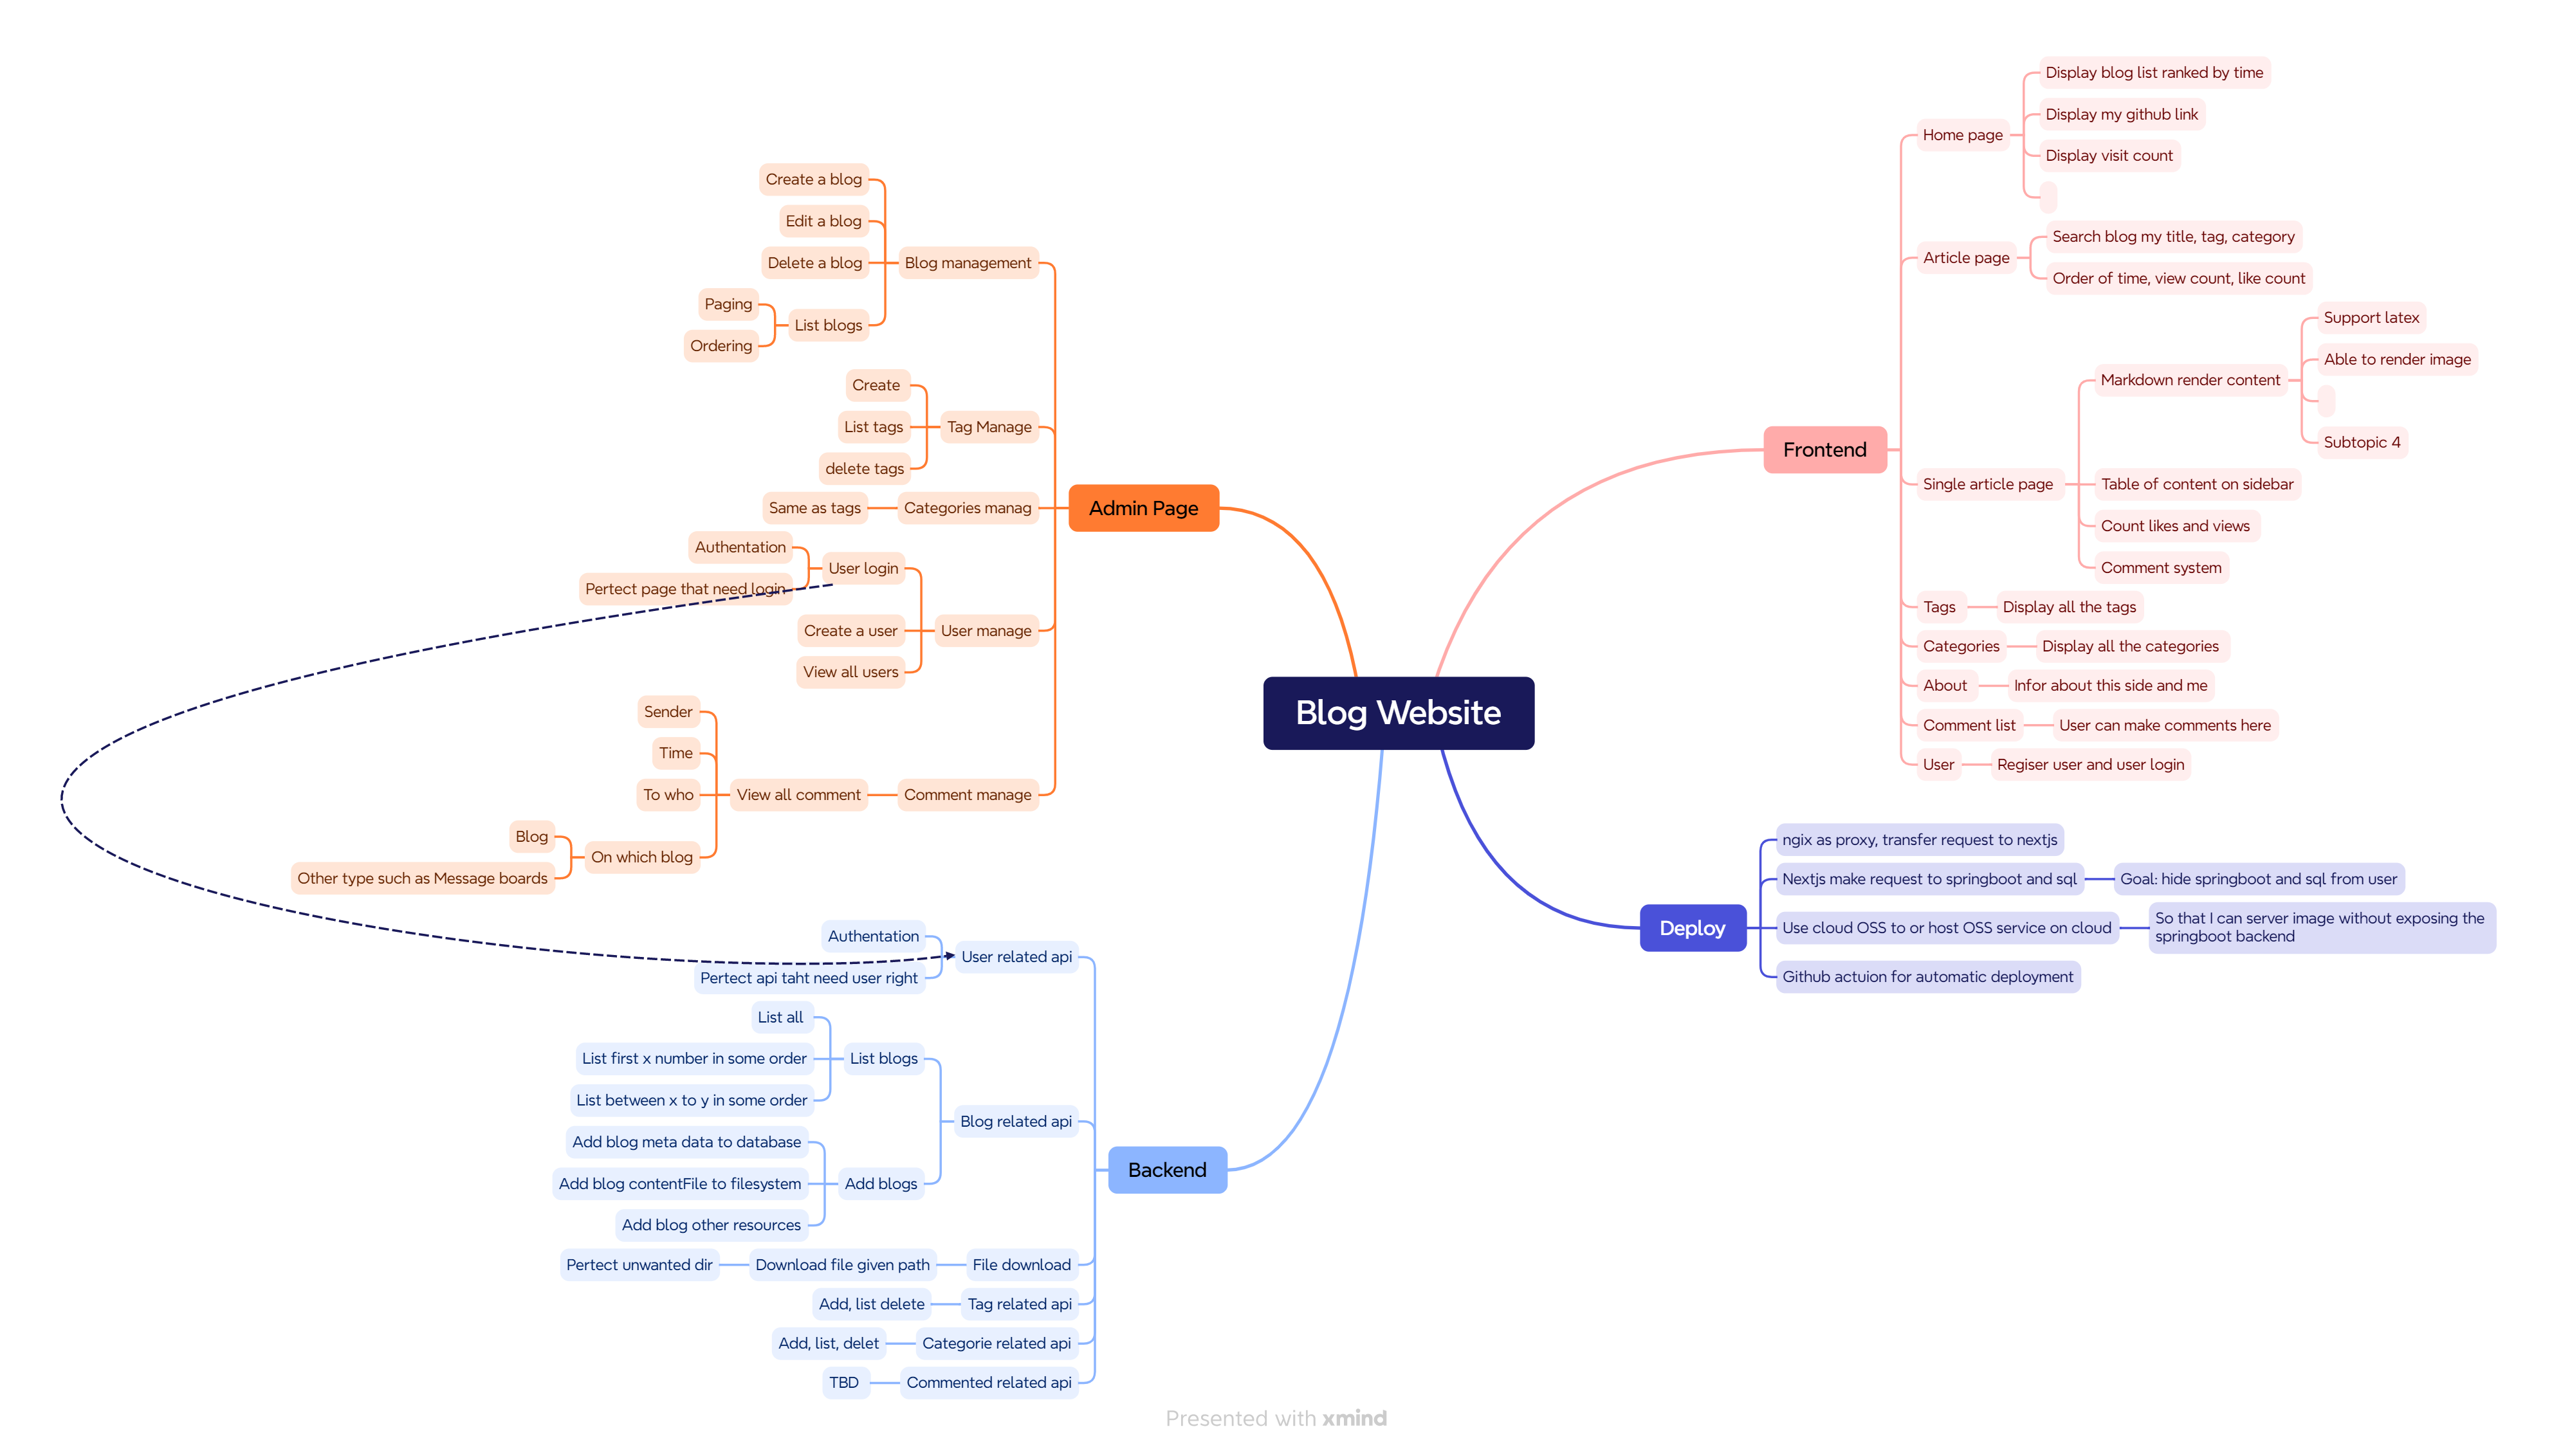 Blog Website
Frontend
Home page
Display blog list ranked by time
Display my github link
Display visit count
Article page
Search blog my title, tag, category
Order of time, view count, like count
Single article page
Markdown render content
Support latex
Able to render image
Subtopic 4
Table of content on sidebar
Count likes and views
Comment system
Tags
Display all the tags
Categories
Display all the categories
About
Infor about this side and me
Comment list
User can make comments here
User
Regiser user and user login
Deploy
ngix as proxy, transfer request to nextjs
Nextjs make request to springboot and sql
Goal: hide springboot and sql from user
Use cloud OSS to or host OSS service on cloud
So that I can server image without exposing the
springboot backend
Github actuion for automatic deployment
Admin Page
Blog management
Create a blog
Edit a blog
Delete a blog
List blogs
Paging
Ordering
Tag Manage
Create
List tags
delete tags
Categories manag
Same as tags
User manage
User login
Authentation
Pertect page that need login
Create a user
View all users
Comment manage
View all comment
Sender
Time
To who
On which blog
Blog
Other type such as Message boards
Backend
User related api
Authentation
Pertect api taht need user right
Blog related api
List blogs
List all
List first x number in some order
List between x to y in some order
Add blogs
Add blog meta data to database
Add blog contentFile to filesystem
Add blog other resources
File download
Download file given path
Pertect unwanted dir
Tag related api
Add, list delete
Categorie related api
Add, list, delet
Commented related api
TBD
Presented with xmind